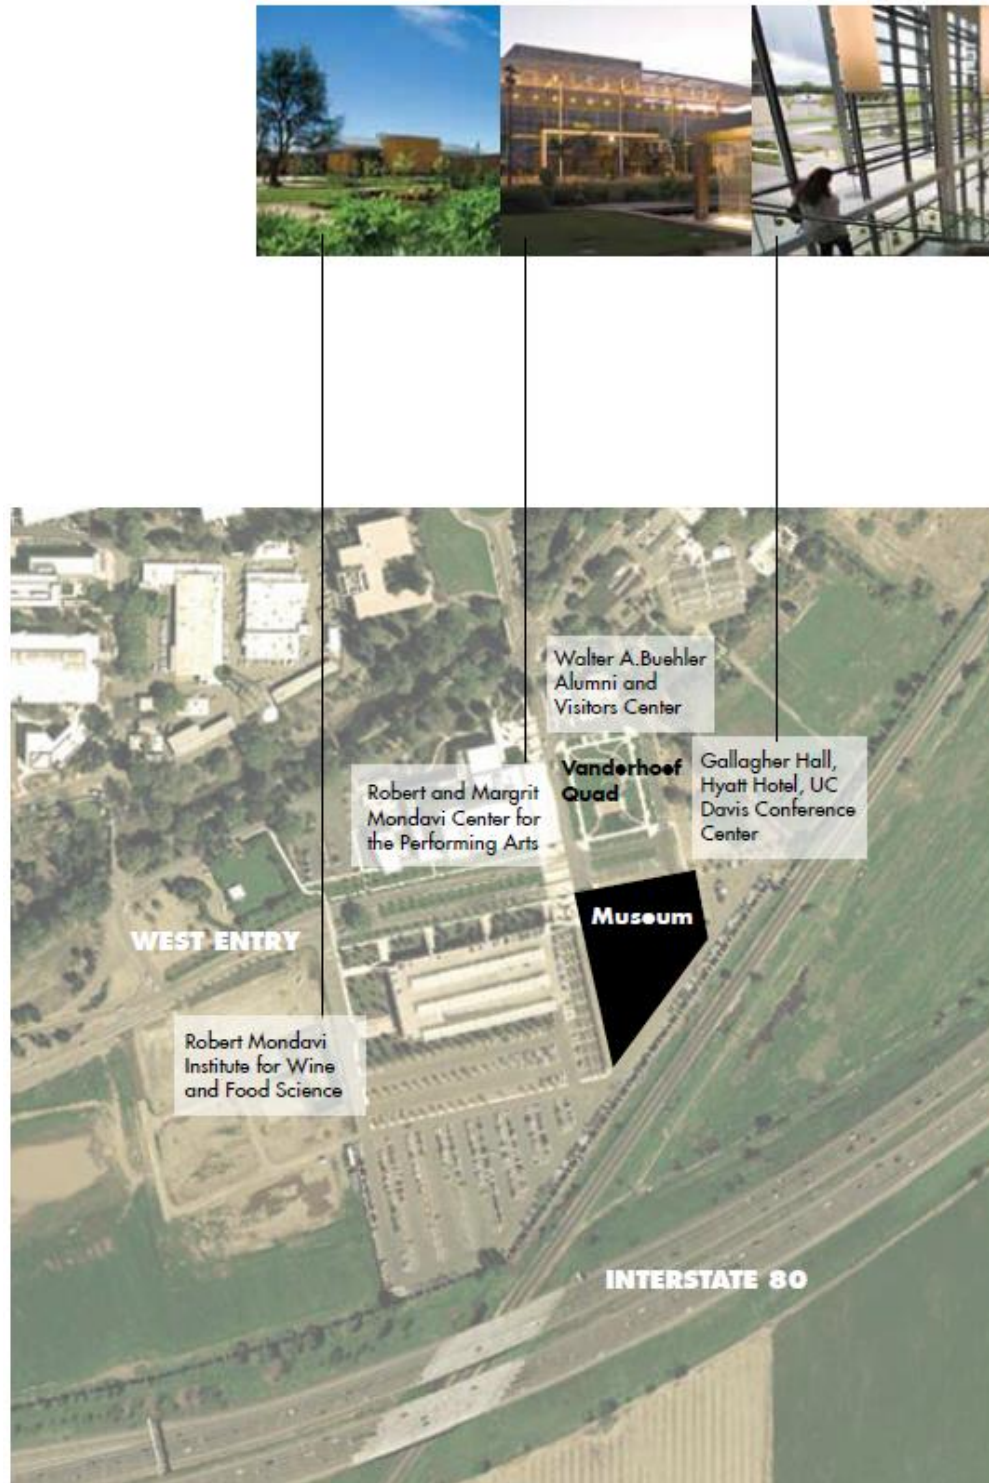 Walter A.Buehler
Alumni and
Visitors Center
Vanderhoof
Quad
Gallagher Hall,
Hyatt Hotel, UC
Davis Conference
Center
Robert and Margrit
Mondavi Center for
the Performing Arts
Museum
WEST ENTRY
Robert Mondavi
Institute for Wine
and Food Science
INTERSTATE 80